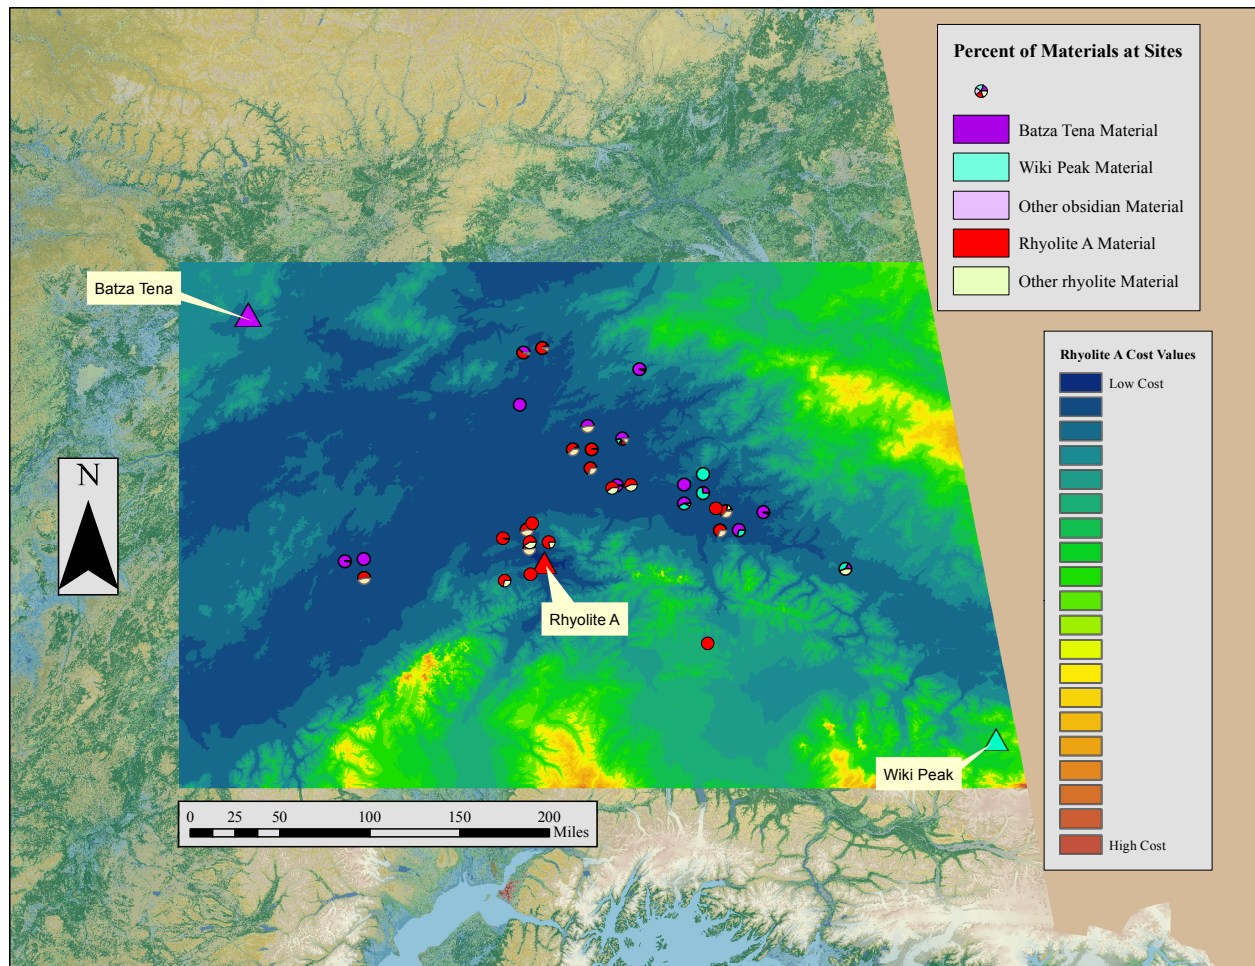 Percent of Materials at Sites
Batza Tena Material
Wiki Peak Material
Other obsidian Material
Rhyolite A Material
Other rhyolite Material
Batza Tena
Rhyolite A Cost Values
Low Cost
High Cost
N
Rhyolite A
Wiki Peak
0 25 50 100 150 200
Miles